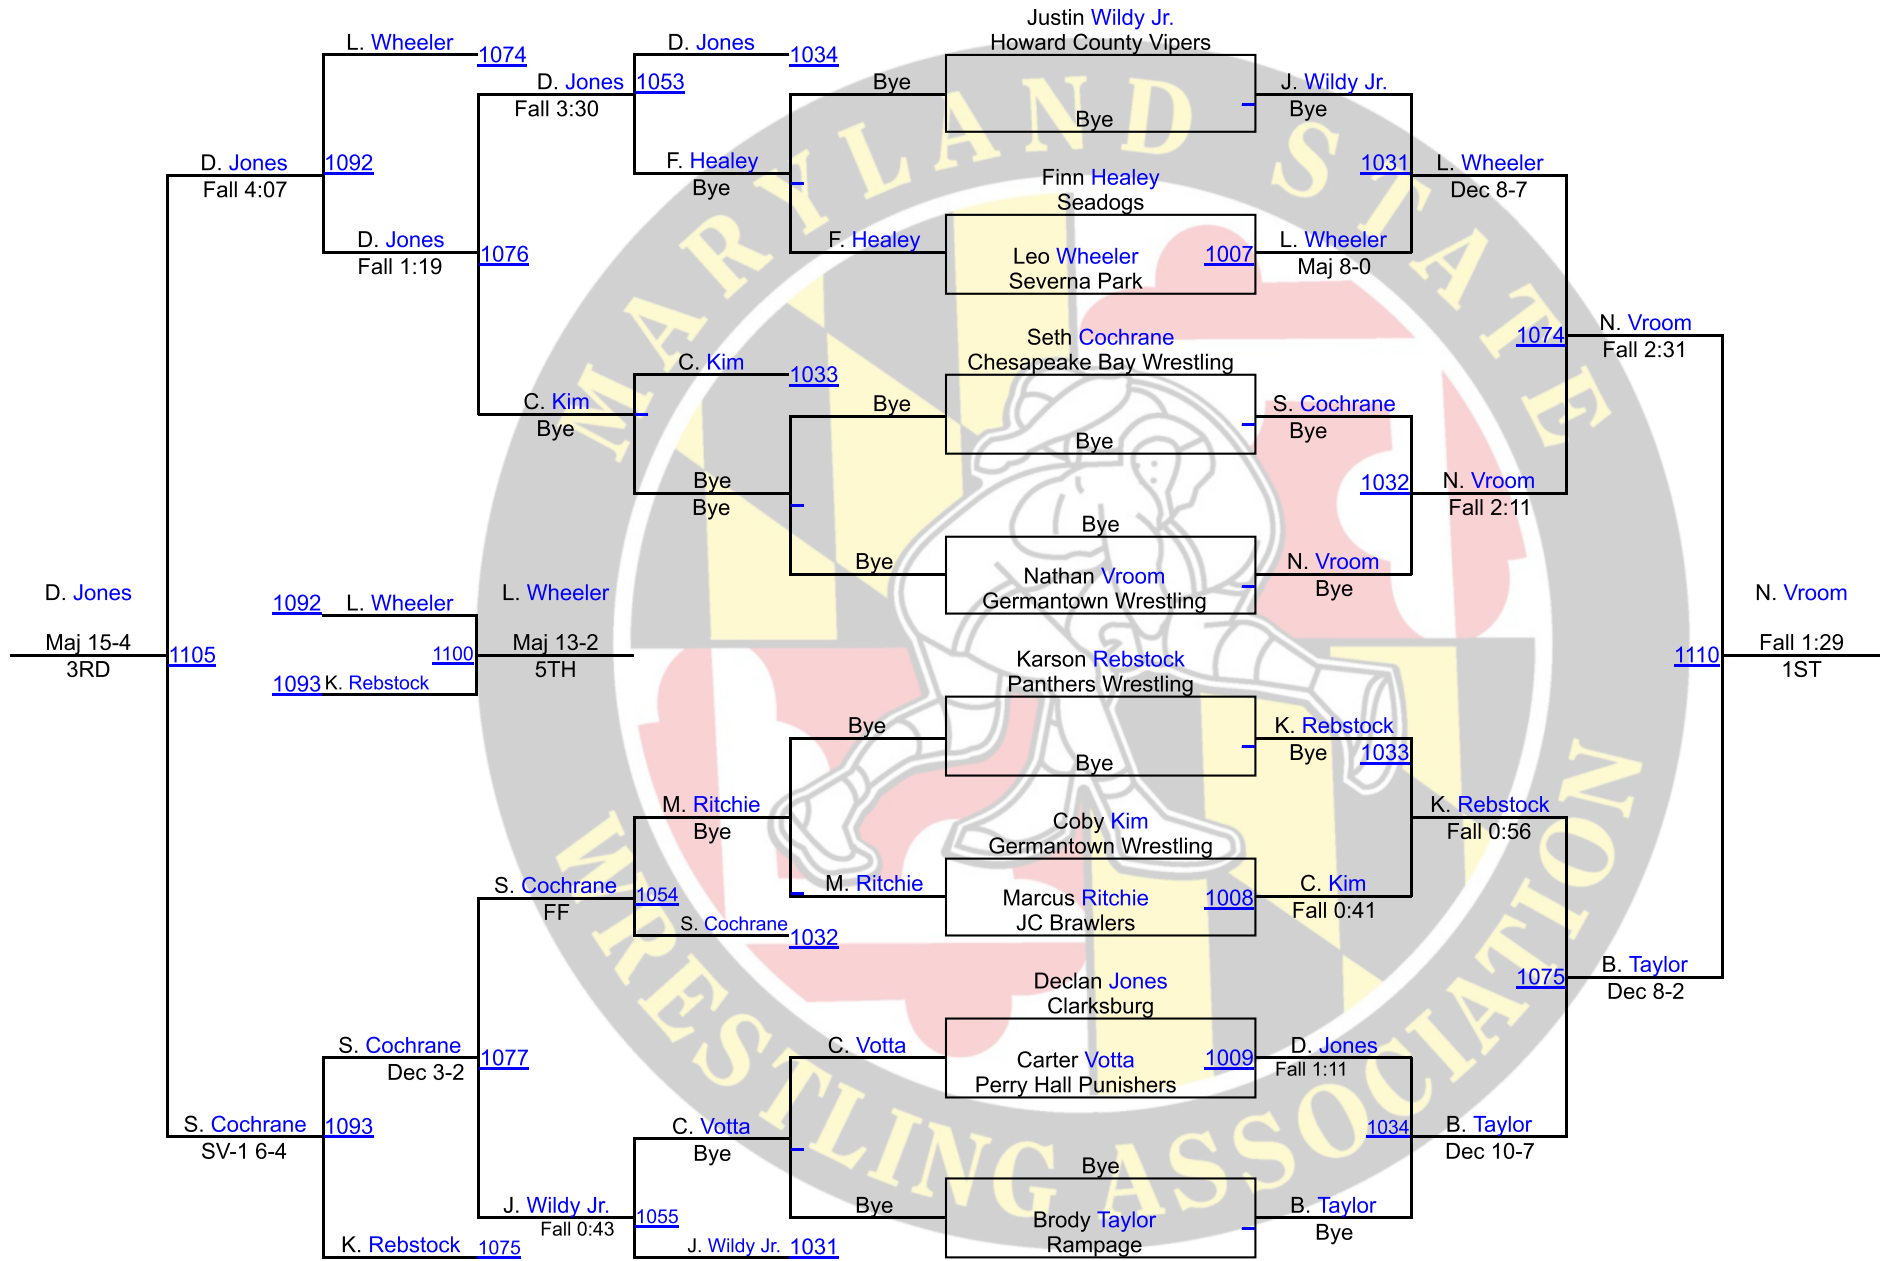 MARYLAND STATE
WRESTLING ASSOCIATION
L. Wheeler
1074
D. Jones
1034
D. Jones
1053
Fall 3:30
D. Jones
1092
Fall 4:07
F. Healey
Bye
D. Jones
1076
Fall 1:19
Bye
F. Healey
C. Kim
1033
C. Kim
Bye
Bye
Bye
Bye
Bye
D. Jones
Maj 15-4
3RD
1105
1092
L. Wheeler
1093
K. Rebstock
1100
L. Wheeler
Maj 13-2
5TH
Bye
M. Ritchie
Bye
M. Ritchie
S. Cochrane
1054
FF
S. Cochrane
1032
S. Cochrane
1077
Dec 3-2
C. Votta
C. Votta
Bye
Bye
S. Cochrane
1093
SV-1 6-4
J. Wildy Jr.
1055
Fall 0:43
K. Rebstock
1075
J. Wildy Jr.
1031
Justin Wildy Jr.
Howard County Vipers
Bye
Finn Healey
Seadogs
Leo Wheeler
1007
Severna Park
Seth Cochrane
Chesapeake Bay Wrestling
Bye
Bye
Nathan Vroom
Germantown Wrestling
Karson Rebstock
Panthers Wrestling
Bye
Coby Kim
Germantown Wrestling
Marcus Ritchie
1008
JC Brawlers
Declan Jones
Clarksburg
Carter Votta
1009
Perry Hall Punishers
Bye
Brody Taylor
Rampage
J. Wildy Jr.
Bye
1031
L. Wheeler
Dec 8-7
L. Wheeler
Maj 8-0
1074
N. Vroom
Fall 2:31
S. Cochrane
Bye
1032
N. Vroom
Fall 2:11
N. Vroom
Bye
N. Vroom
1110
Fall 1:29
1ST
K. Rebstock
Bye
1033
K. Rebstock
Fall 0:56
C. Kim
Fall 0:41
1075
B. Taylor
Dec 8-2
D. Jones
Fall 1:11
1034
B. Taylor
Dec 10-7
B. Taylor
Bye